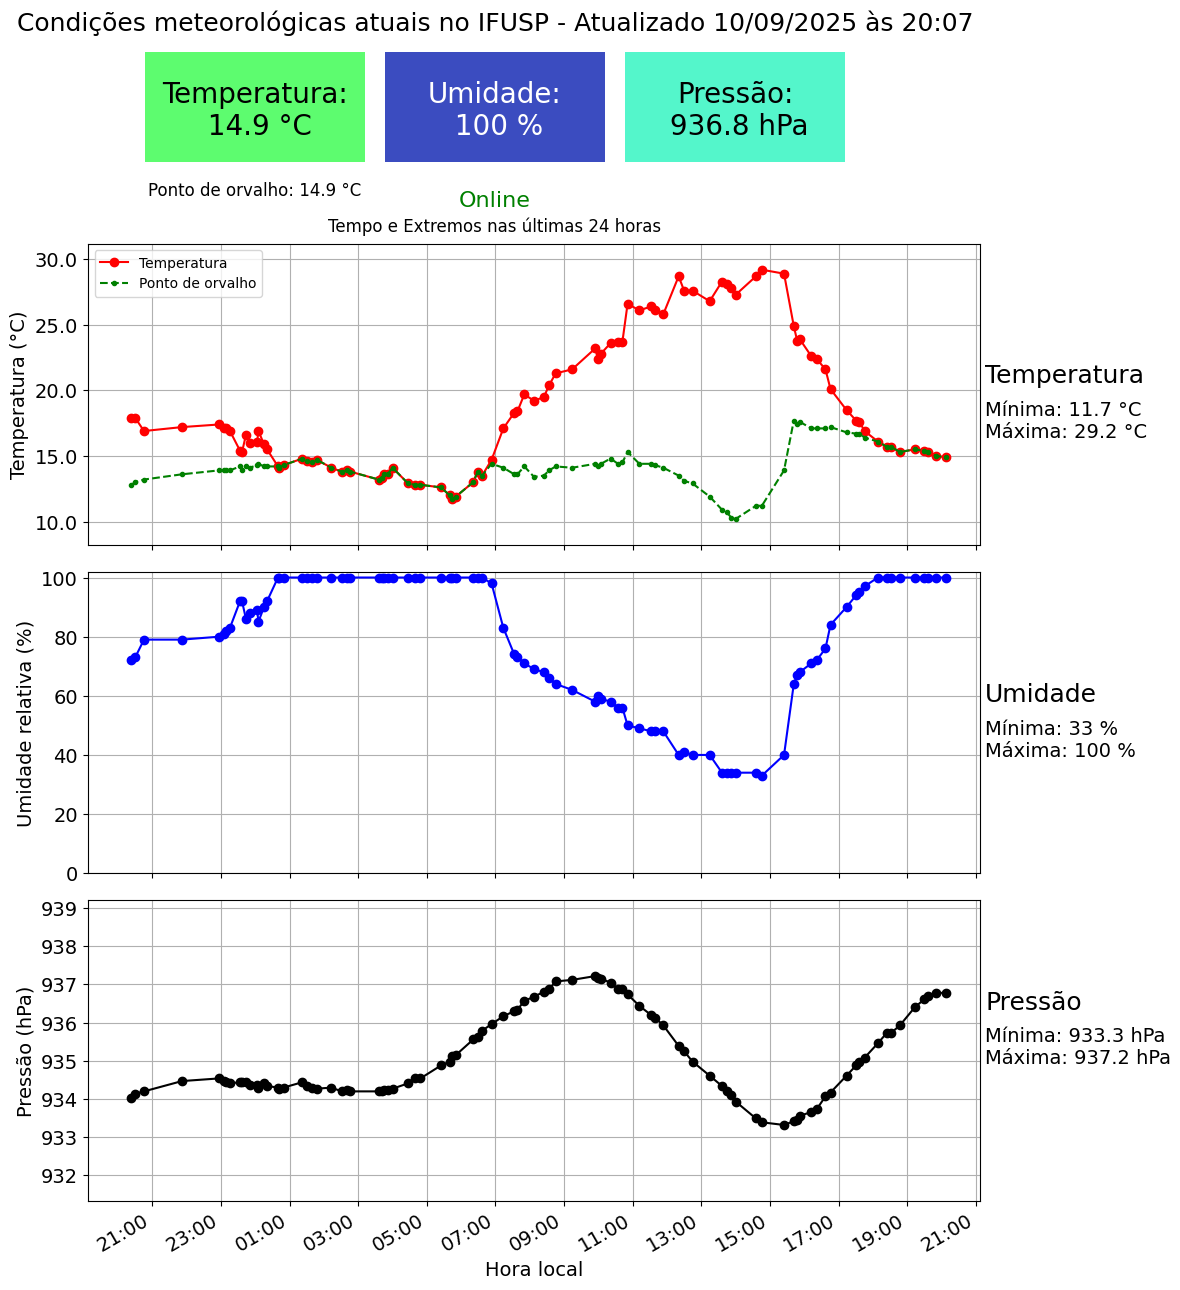 Condições meteorológicas atuais no IFUSP - Atualizado 10/09/2025 às 20:07
Temperatura:
14.9 °C
Umidade:
100 %
Pressão:
936.8 hPa
Ponto de orvalho: 14.9 °C
Online
Tempo e Extremos nas últimas 24 horas
Temperatura
Ponto de orvalho
30.0
25.0
20.0
15.0
10.0
Temperatura (°C)
Temperatura
Mínima: 11.7 °C
Máxima: 29.2 °C
100
80
60
40
20
0
Umidade relativa (%)
Umidade
Mínima: 33 %
Máxima: 100 %
939
938
937
936
935
934
933
932
Pressão (hPa)
Pressão
Mínima: 933.3 hPa
Máxima: 937.2 hPa
21:00
23:00
01:00
03:00
05:00
07:00
09:00
11:00
13:00
15:00
17:00
19:00
21:00
Hora local